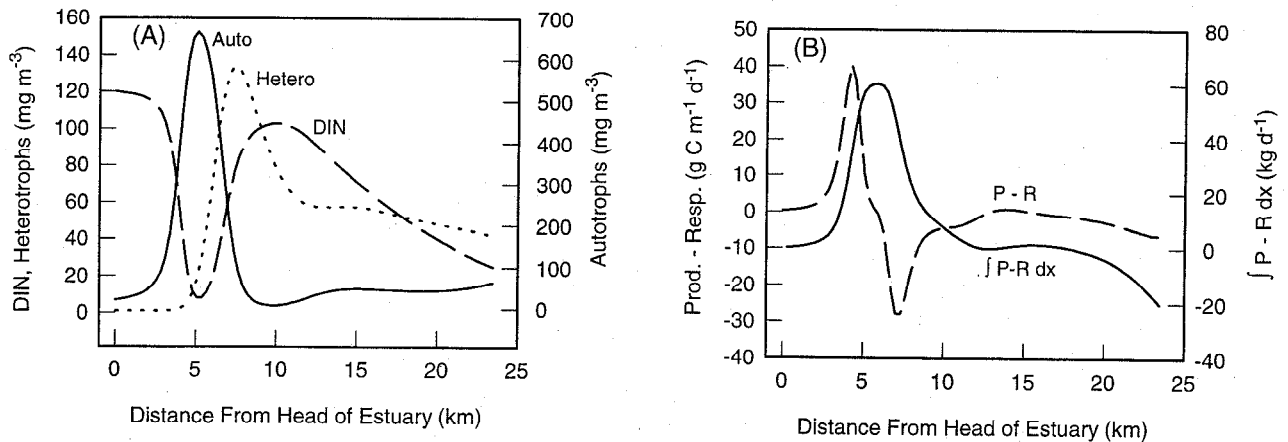 (A)
Auto
Hetero
DIN
DIN, Heterotrophs (mg m-3)
160
140
120
100
80
60
40
20
0
Autotrophs (mg m-3)
700
600
500
400
300
200
100
0
0 5 10 15 20 25
Distance From Head of Estuary (km)
(B)
P - R
∫ P-R dx
Prod. - Resp. (g C m-1 d-1)
50
40
30
20
10
0
-10
-20
-30
-40
∫ P - R dx (kg d-1)
80
60
40
20
0
-20
-40
0 5 10 15 20 25
Distance From Head of Estuary (km)